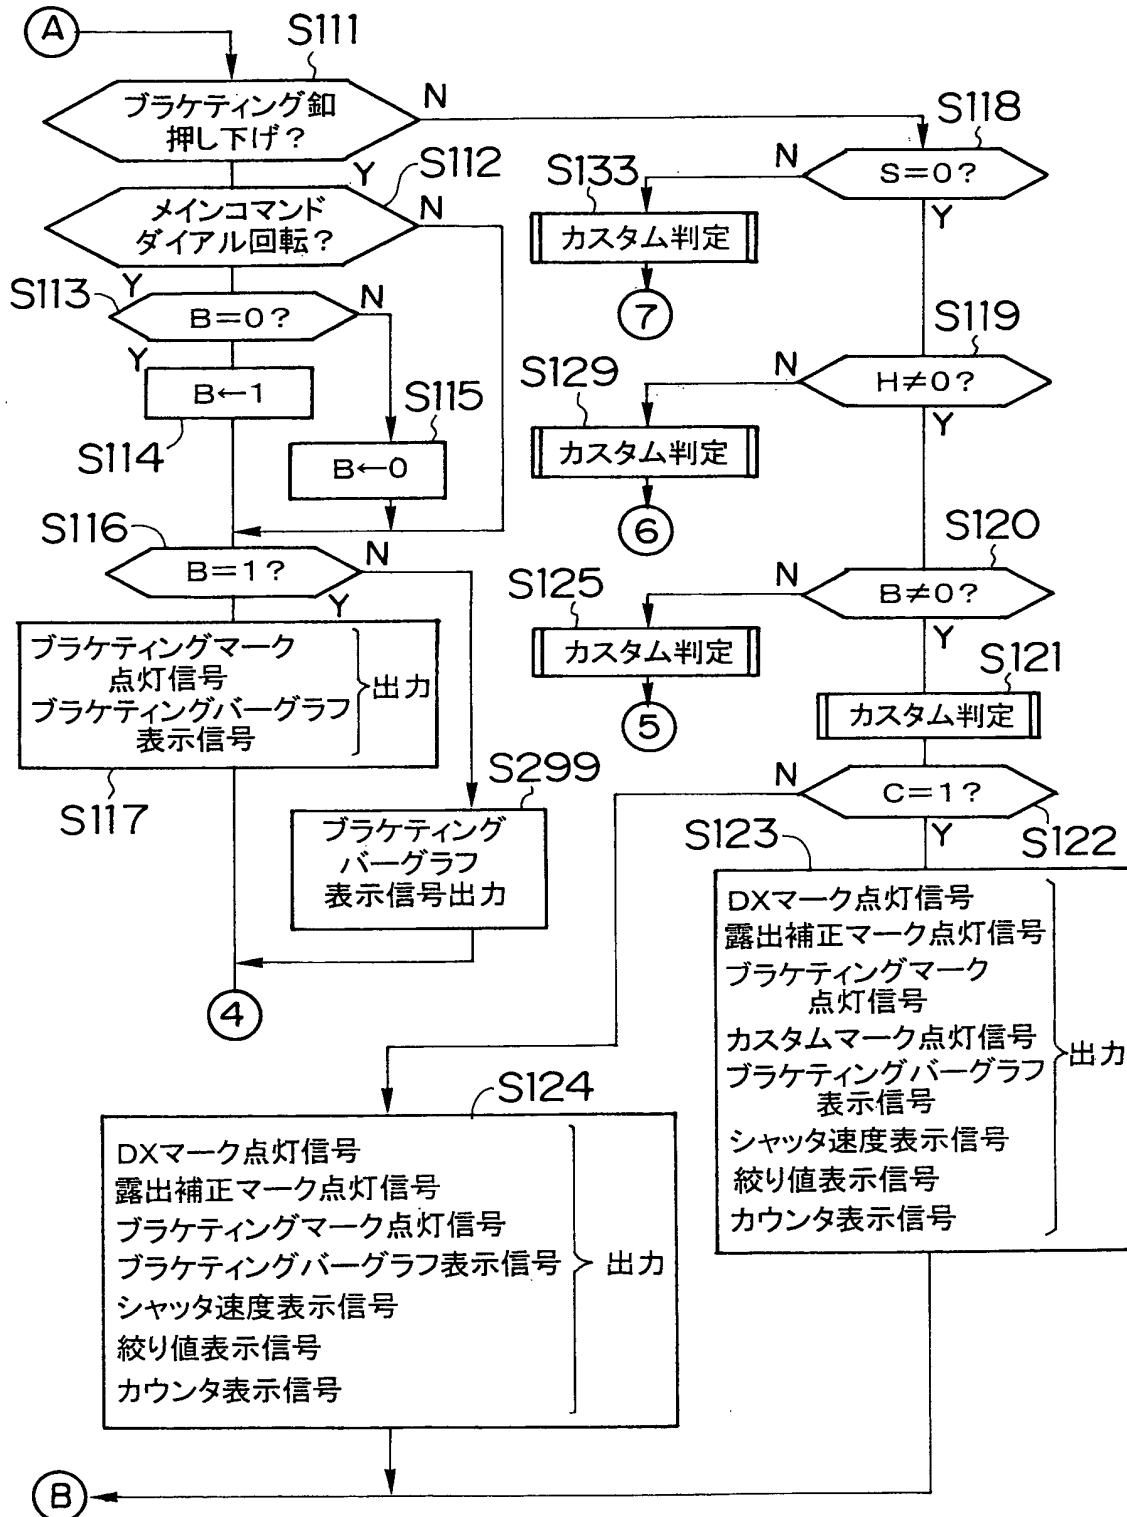 A
S111
ブラケティング釦
押し下げ?
N
Y
S112
メインコマンド
ダイアル回転?
N
Y
S113
B=0?
N
Y
B←1
S114
S115
B←0
S116
B=1?
N
Y
ブラケティングマーク
点灯信号
ブラケティングバーグラフ
表示信号
出力
S117
S299
ブラケティング
バーグラフ
表示信号出力
4
S118
S=0?
N
Y
S133
カスタム判定
7
S119
H≠0?
N
Y
S129
カスタム判定
6
S120
B≠0?
N
Y
S125
カスタム判定
5
S121
カスタム判定
C=1?
N
Y
S122
S123
DXマーク点灯信号
露出補正マーク点灯信号
ブラケティングマーク
点灯信号
カスタムマーク点灯信号
ブラケティングバーグラフ
表示信号
シャッタ速度表示信号
絞り値表示信号
カウンタ表示信号
出力
S124
DXマーク点灯信号
露出補正マーク点灯信号
ブラケティングマーク点灯信号
ブラケティングバーグラフ表示信号
シャッタ速度表示信号
絞り値表示信号
カウンタ表示信号
出力
B